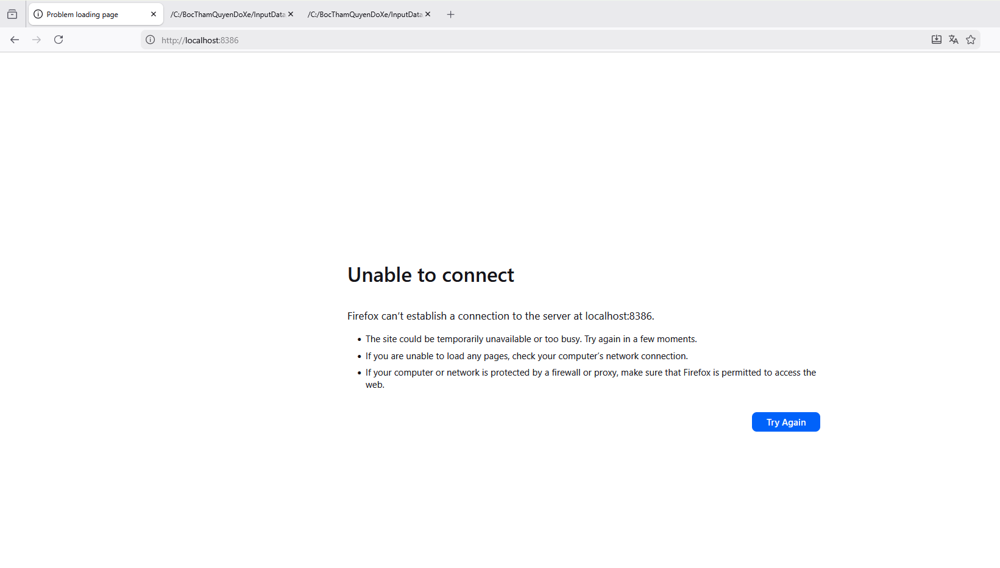 Problem loading page
/C:/BocThamQuyenDoXe/InputData
/C:/BocThamQuyenDoXe/InputData
http://localhost:8386
Unable to connect
Firefox can’t establish a connection to the server at localhost:8386.
• The site could be temporarily unavailable or too busy. Try again in a few moments.
• If you are unable to load any pages, check your computer’s network connection.
• If your computer or network is protected by a firewall or proxy, make sure that Firefox is permitted to access the
web.
Try Again